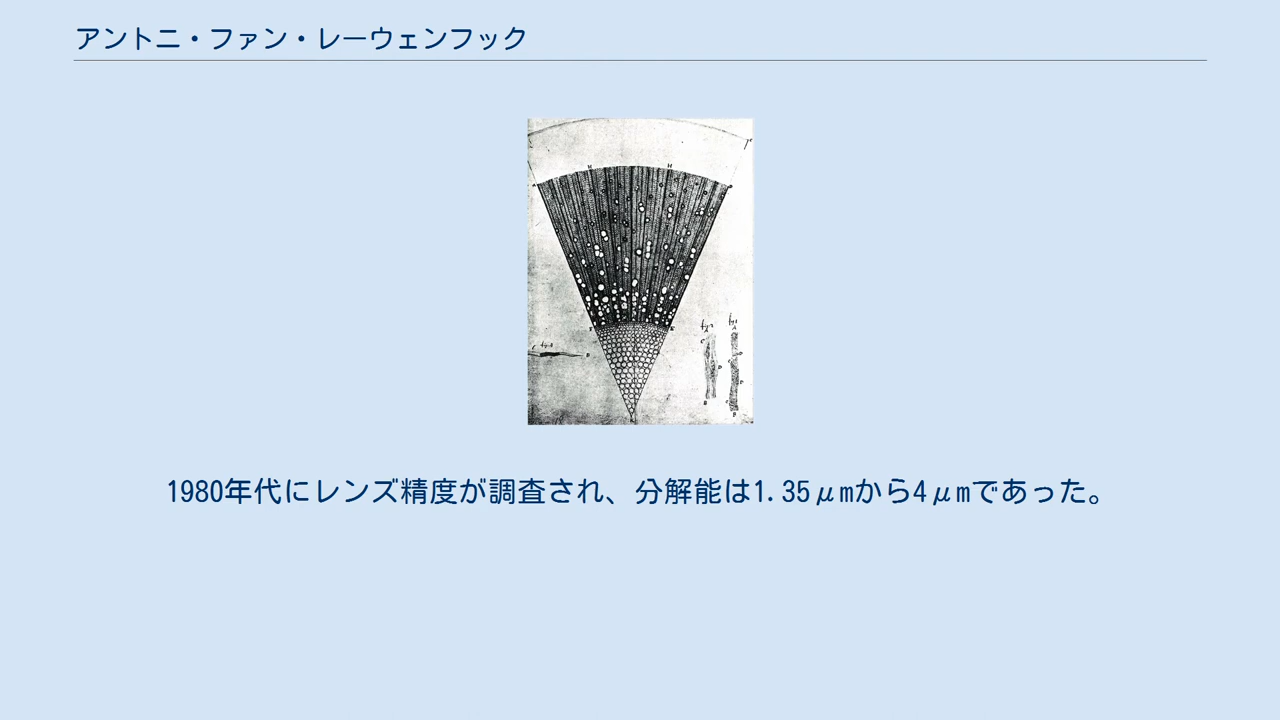 アントニ・ファン・レーウェンフック
1980年代にレンズ精度が調査され、分解能は1.35μmから4μmであった。